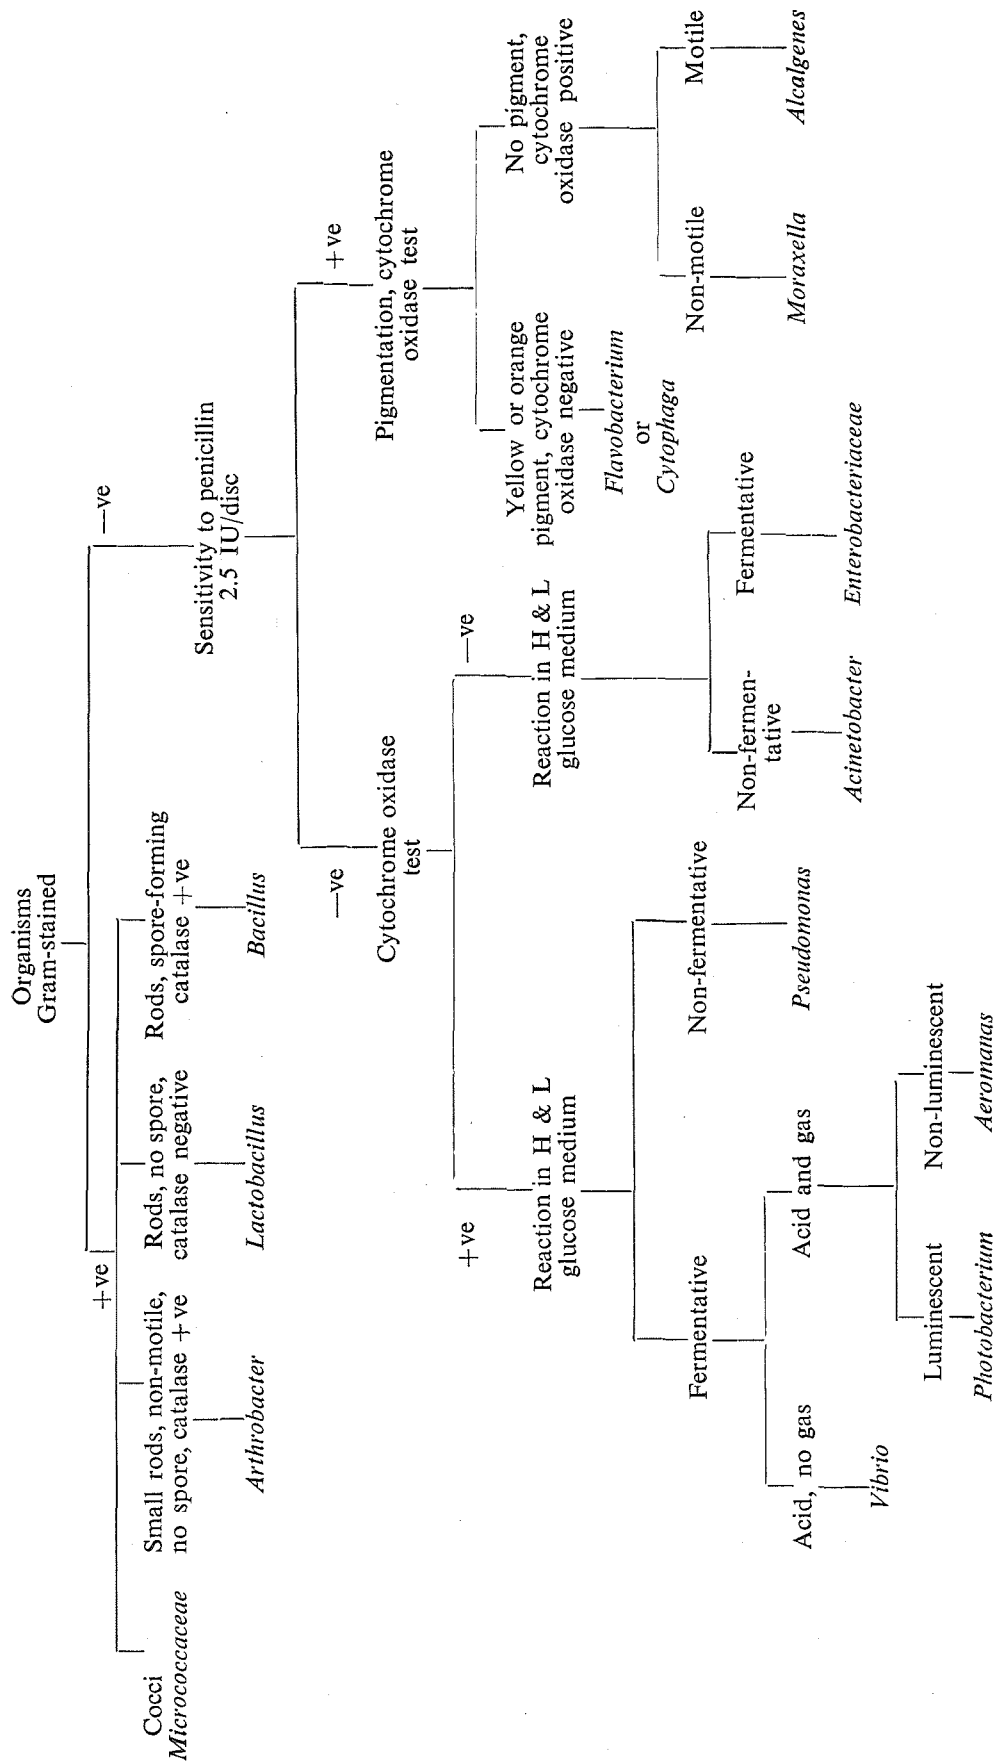 Organisms
Gram-stained
+ve
—ve
Cocci
Micrococcaceae
Small rods, non-motile,
no spore, catalase +ve
Arthrobacter
Rods, no spore,
catalase negative
Lactobacillus
Rods, spore-forming
catalase +ve
Bacillus
Sensitivity to penicillin
2.5 IU/disc
—ve
+ve
Cytochrome oxidase
test
Pigmentation, cytochrome
oxidase test
+ve
—ve
Reaction in H & L
glucose medium
Reaction in H & L
glucose medium
Yellow or orange
pigment, cytochrome
oxidase negative
Flavobacterium
or
Cytophaga
No pigment,
cytochrome
oxidase positive
Fermentative
Non-fermentative
Pseudomonas
Non-fermen-
tative
Acinetobacter
Fermentative
Enterobacteriaceae
Non-motile
Moraxella
Motile
Alcalgenes
Acid, no gas
Vibrio
Acid and gas
Luminescent
Photobacterium
Non-luminescent
Aeromanas